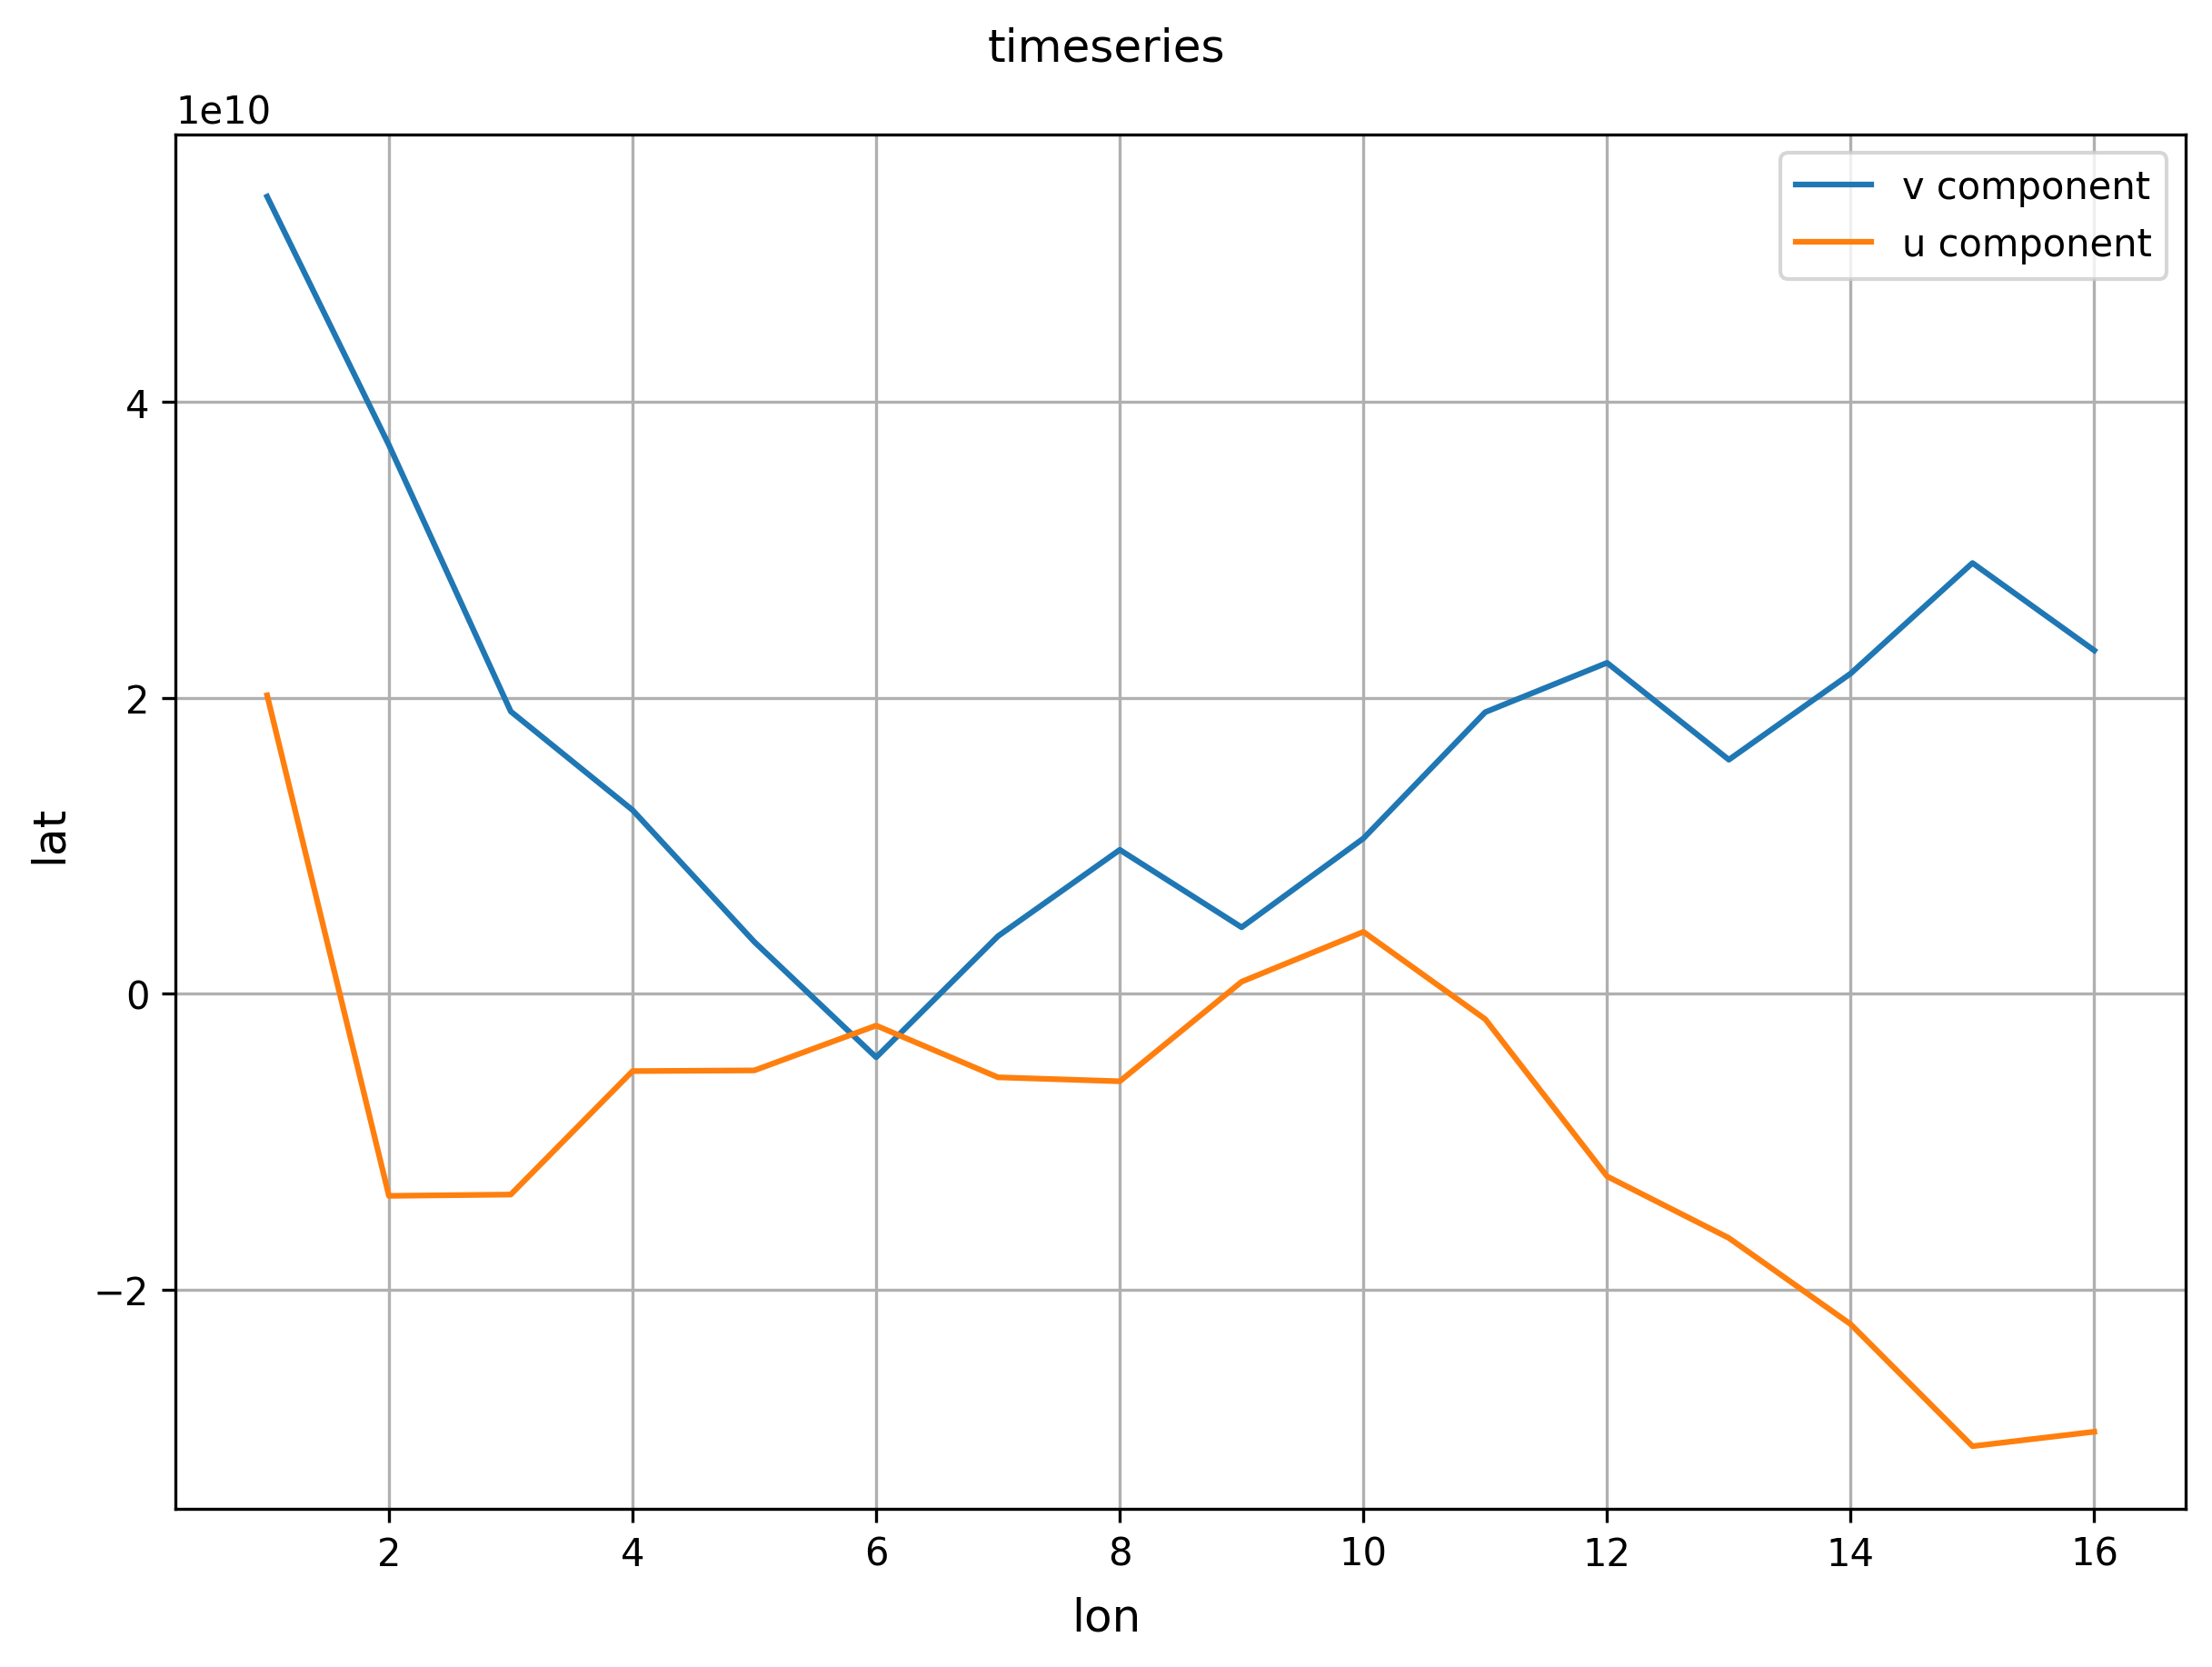 timeseries
1e10
v component
u component
4
2
0
−2
lat
2 4 6 8 10 12 14 16
lon